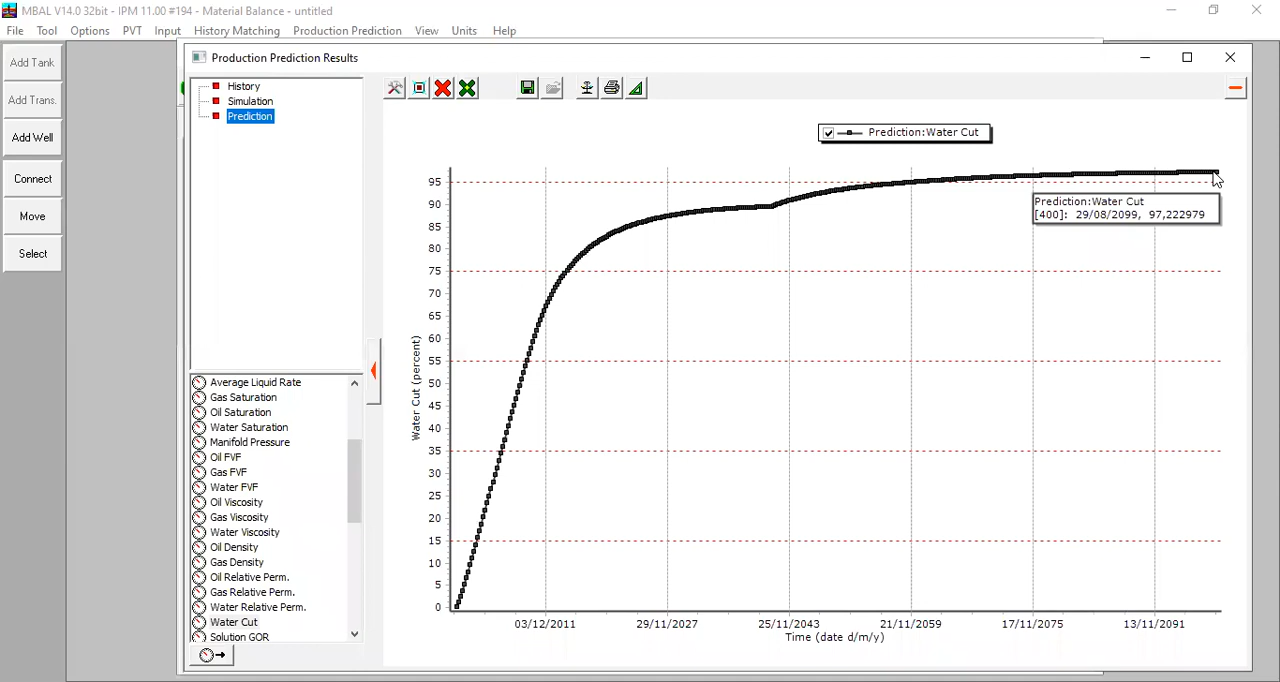 MBAL V14.0 32bit - IPM 11.00 #194 - Material Balance - untitled
File Tool Options PVT Input History Matching Production Prediction View Units Help
Add Tank
Add Trans.
Add Well
Connect
Move
Select
Production Prediction Results
History
Simulation
Prediction
Average Liquid Rate
Gas Saturation
Oil Saturation
Water Saturation
Manifold Pressure
Oil FVF
Gas FVF
Water FVF
Oil Viscosity
Gas Viscosity
Water Viscosity
Oil Density
Gas Density
Oil Relative Perm.
Gas Relative Perm.
Water Relative Perm.
Water Cut
Solution GOR
Prediction:Water Cut
Prediction:Water Cut
[400]: 29/08/2099, 97,222979
Water Cut (percent)
95
90
85
80
75
70
65
60
55
50
45
40
35
30
25
20
15
10
5
0
03/12/2011 29/11/2027 25/11/2043 21/11/2059 17/11/2075 13/11/2091
Time (date d/m/y)